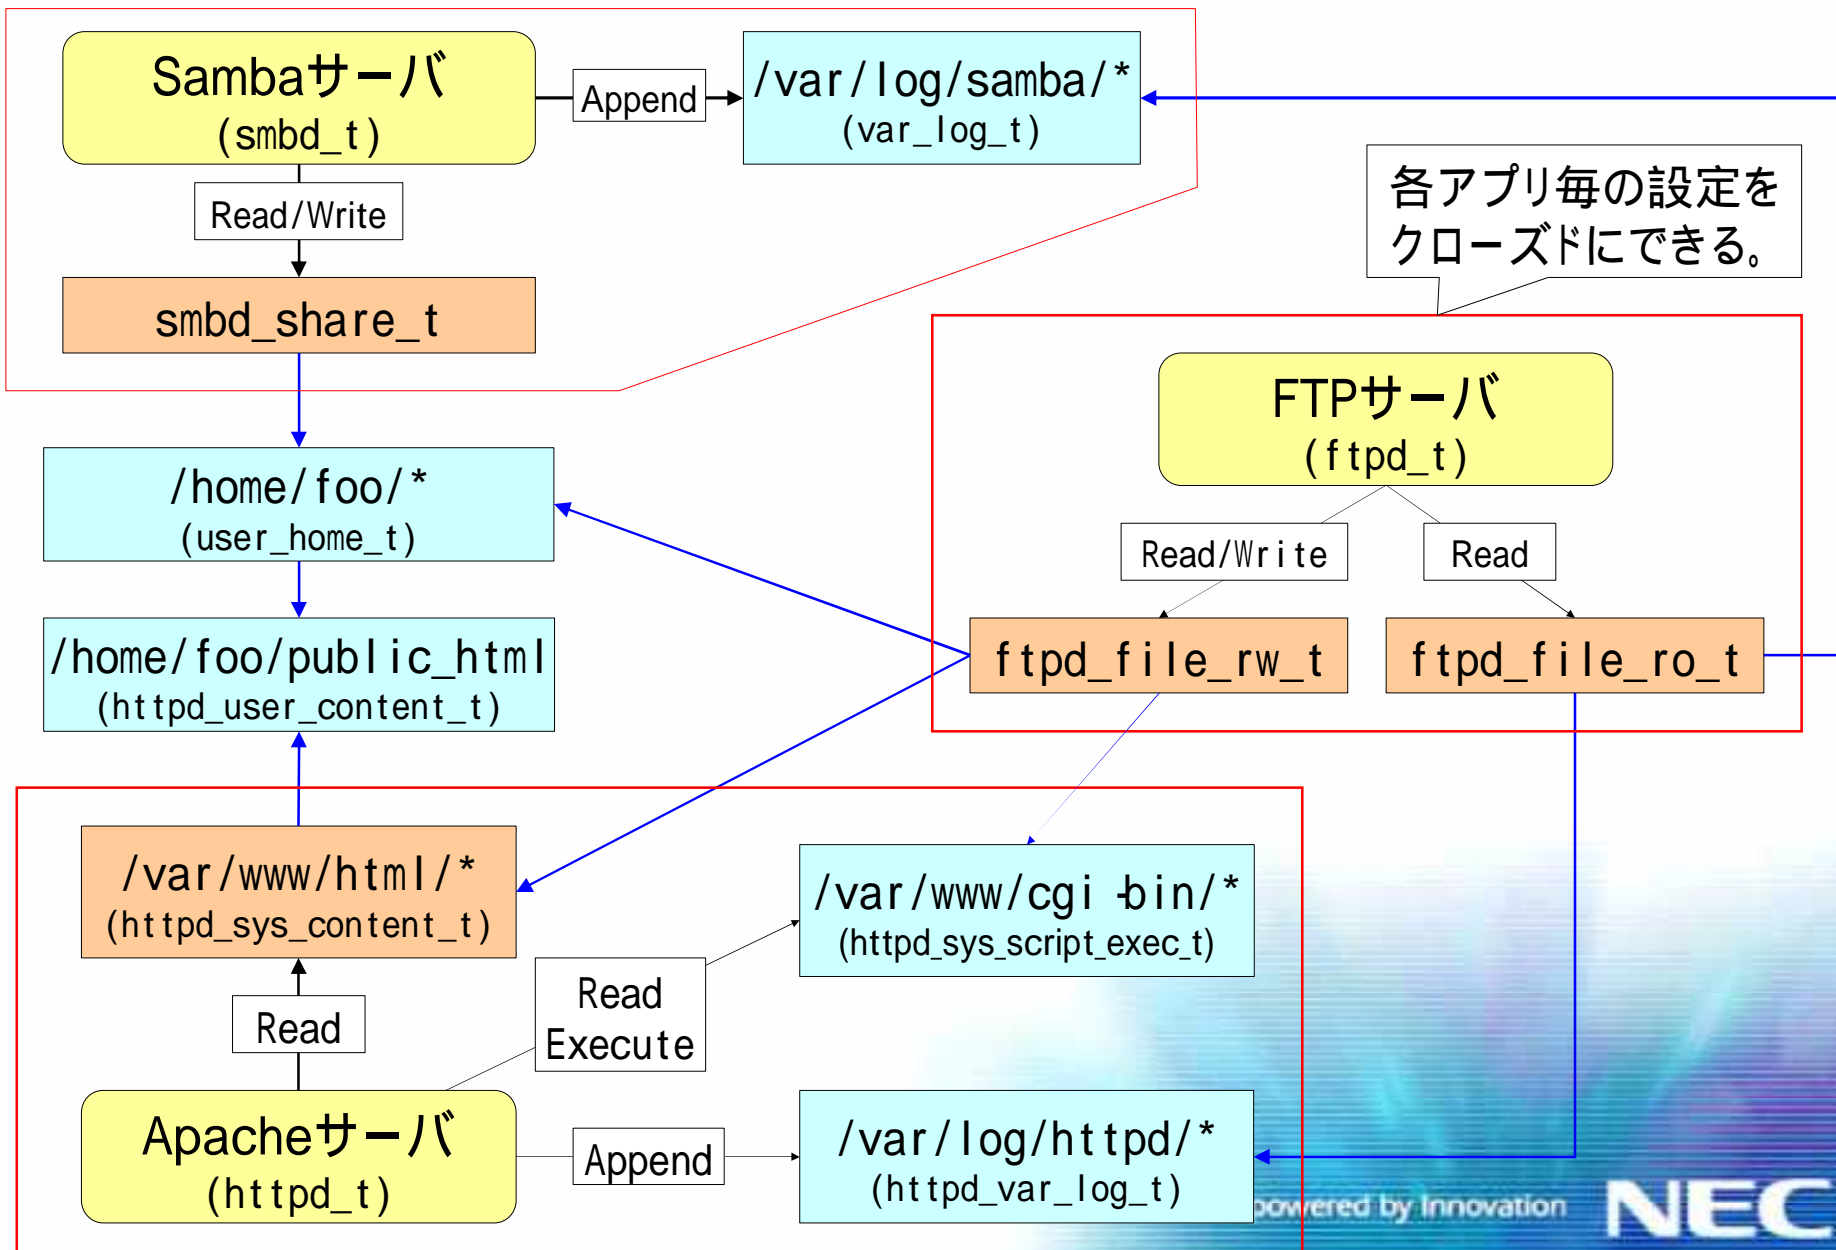 Sambaサーバ
(smbd_t)
Append
/var/log/samba/*
(var_log_t)
Read/Write
smbd_share_t
各アプリ毎の設定を
クローズドにできる。
FTPサーバ
(ftpd_t)
Read/Write
Read
ftpd_file_rw_t
ftpd_file_ro_t
/home/foo/*
(user_home_t)
/home/foo/public_html
(httpd_user_content_t)
/var/www/html/*
(httpd_sys_content_t)
/var/www/cgi-bin/*
(httpd_sys_script_exec_t)
Read
Read
Execute
Apacheサーバ
(httpd_t)
Append
/var/log/httpd/*
(httpd_var_log_t)
powered by Innovation
NEC